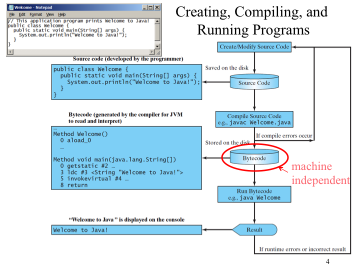 Welcome - Notepad
File Edit Format View Help
// This application program prints Welcome to Java!
public class Welcome {
public static void main(String[] args) {
System.out.println("Welcome to Java!");
}
}
Creating, Compiling, and
Running Programs
Source code (developed by the programmer)
public class Welcome {
public static void main(String[] args) {
System.out.println("Welcome to Java!");
}
}
Create/Modify Source Code
Saved on the disk
Source Code
Compile Source Code
e.g., javac Welcome.java
If compile errors occur
Bytecode (generated by the compiler for JVM
to read and interpret)
Stored on the disk
Method Welcome()
0 aload_0
…
Method void main(java.lang.String[])
0 getstatic #2 …
3 ldc #3 <String "Welcome to Java!">
5 invokevirtual #4 …
8 return
Bytecode
machine
independent
Run Bytecode
e.g., java Welcome
"Welcome to Java" is displayed on the console
Welcome to Java!
Result
If runtime errors or incorrect result
4